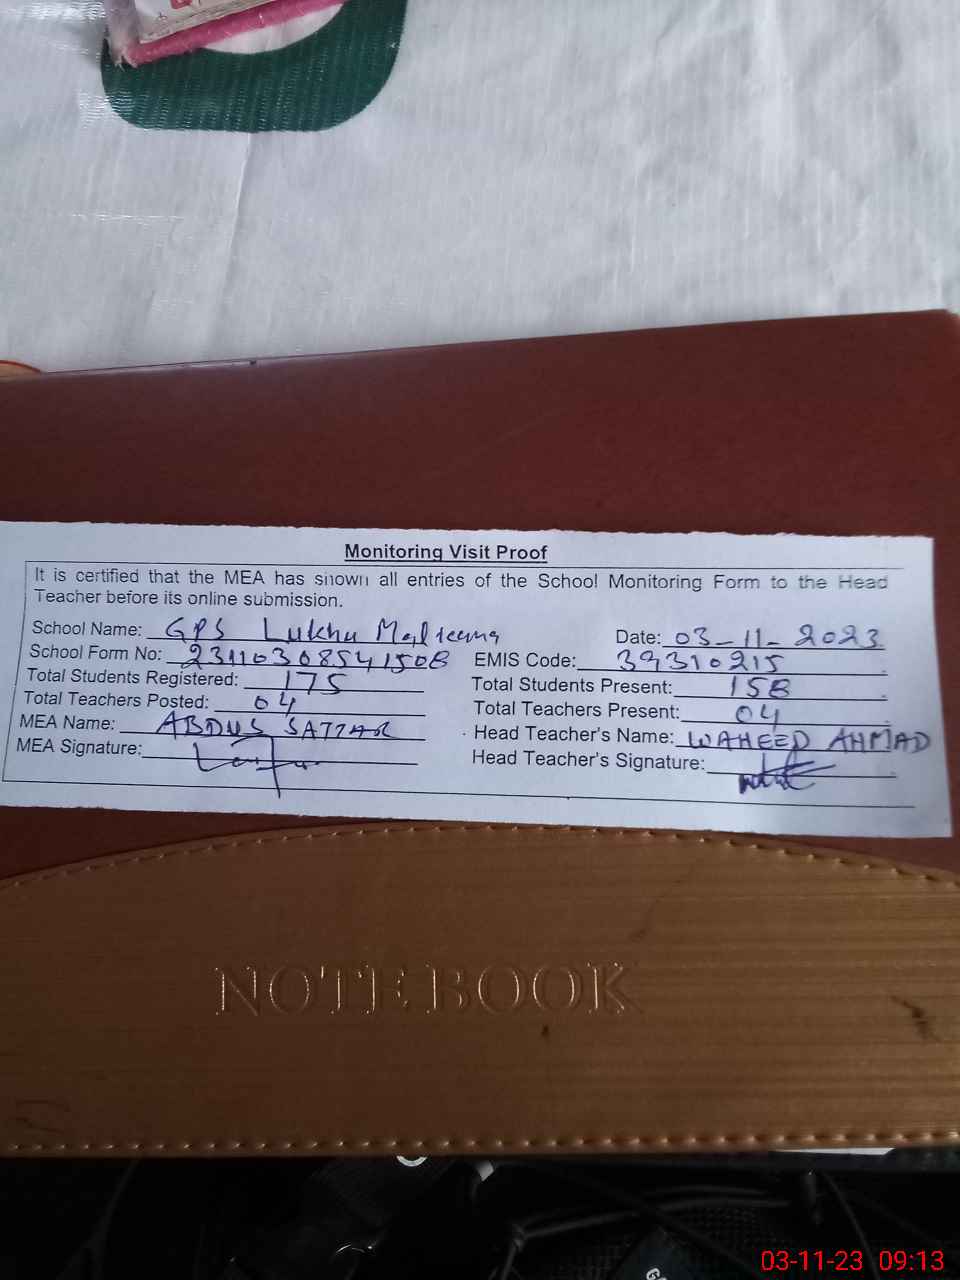 Monitoring Visit Proof
It is certified that the MEA has shown all entries of the School Monitoring Form to the Head
Teacher before its online submission.
School Name: GPS Lukhu Maleema Date: 03-11-2023
School Form No: 23110308541508 EMIS Code: 39310215
Total Students Registered: 175 Total Students Present: 158
Total Teachers Posted: 04 Total Teachers Present: 04
MEA Name: ABDUS SATTAR Head Teacher's Name: WAHEED AHMAD
MEA Signature: Head Teacher's Signature:
NOTE BOOK
03-11-23 09:13